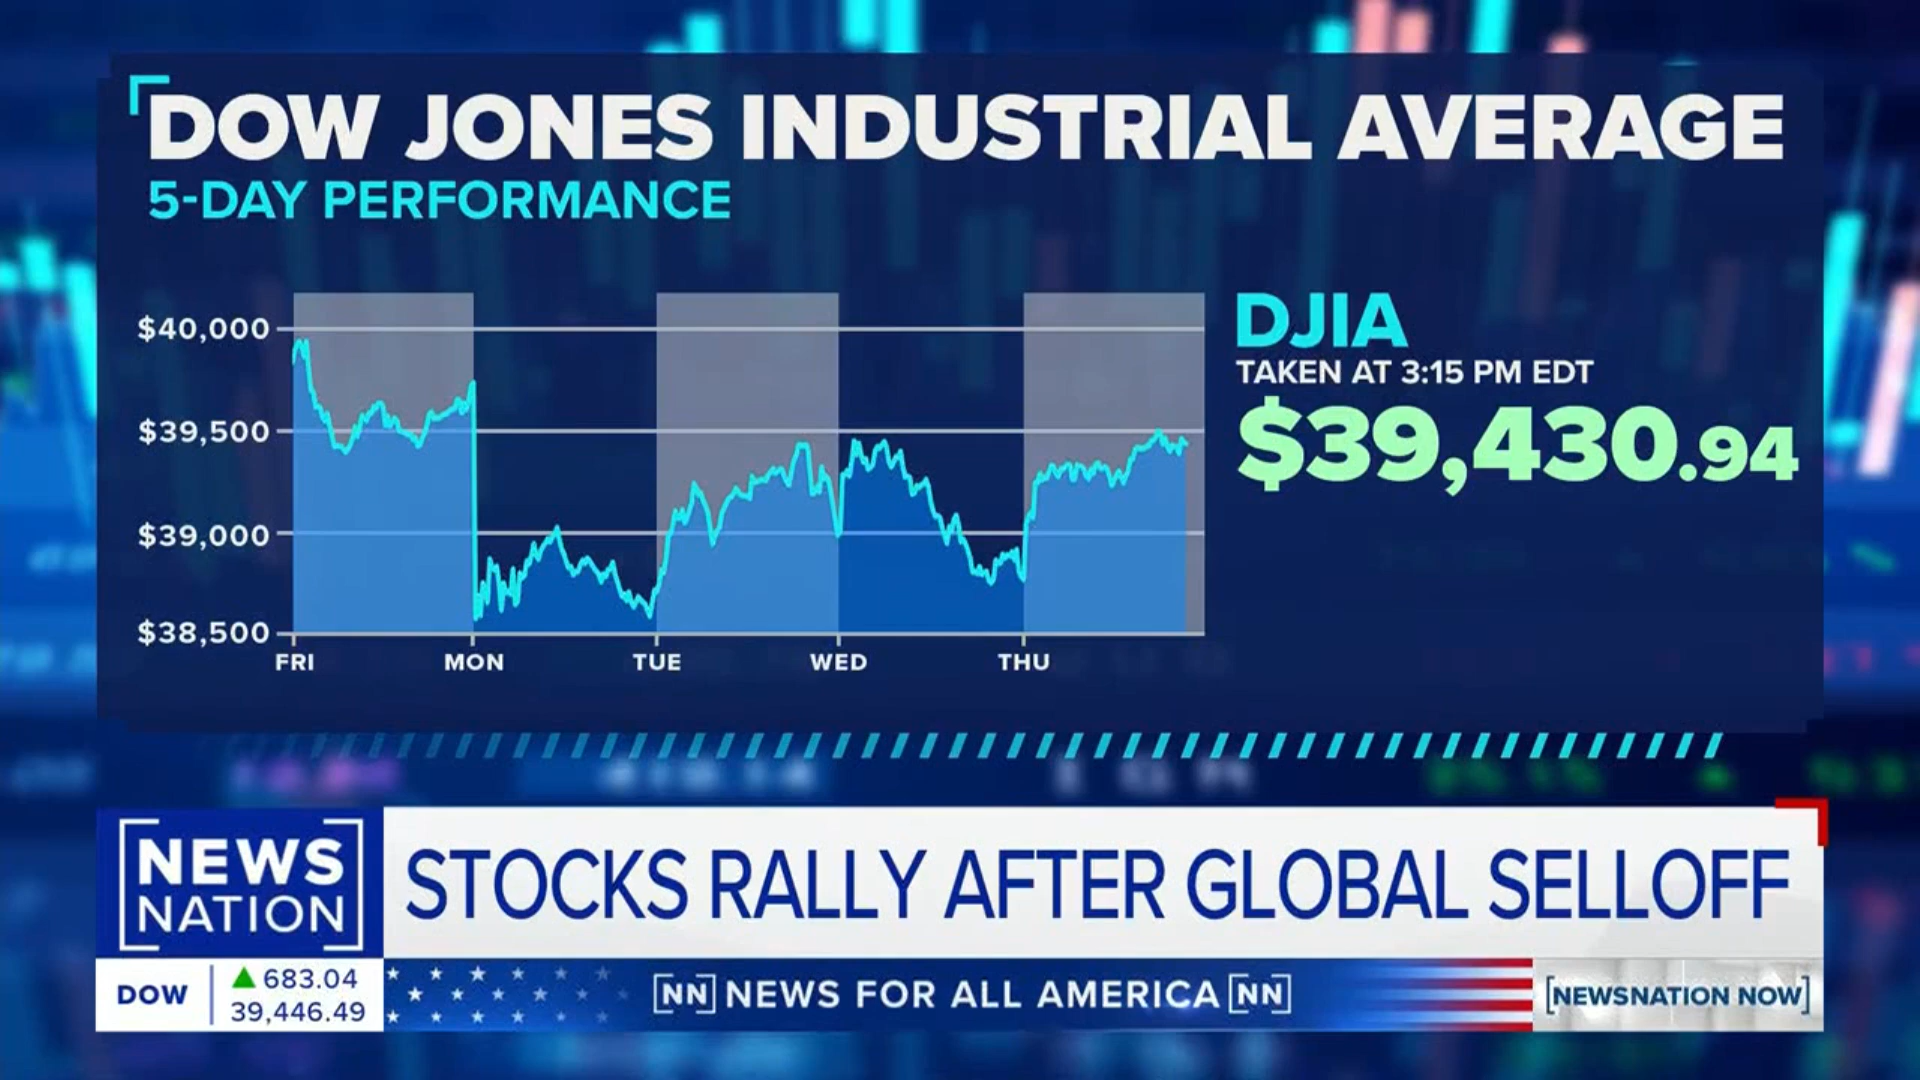 DOW JONES INDUSTRIAL AVERAGE
5-DAY PERFORMANCE
$40,000
$39,500
$39,000
$38,500
FRI MON TUE WED THU
DJIA
TAKEN AT 3:15 PM EDT
$39,430.94
NEWS
NATION
STOCKS RALLY AFTER GLOBAL SELLOFF
DOW
▲ 683.04
39,446.49
[NN] NEWS FOR ALL AMERICA [NN]
[NEWSNATION NOW]